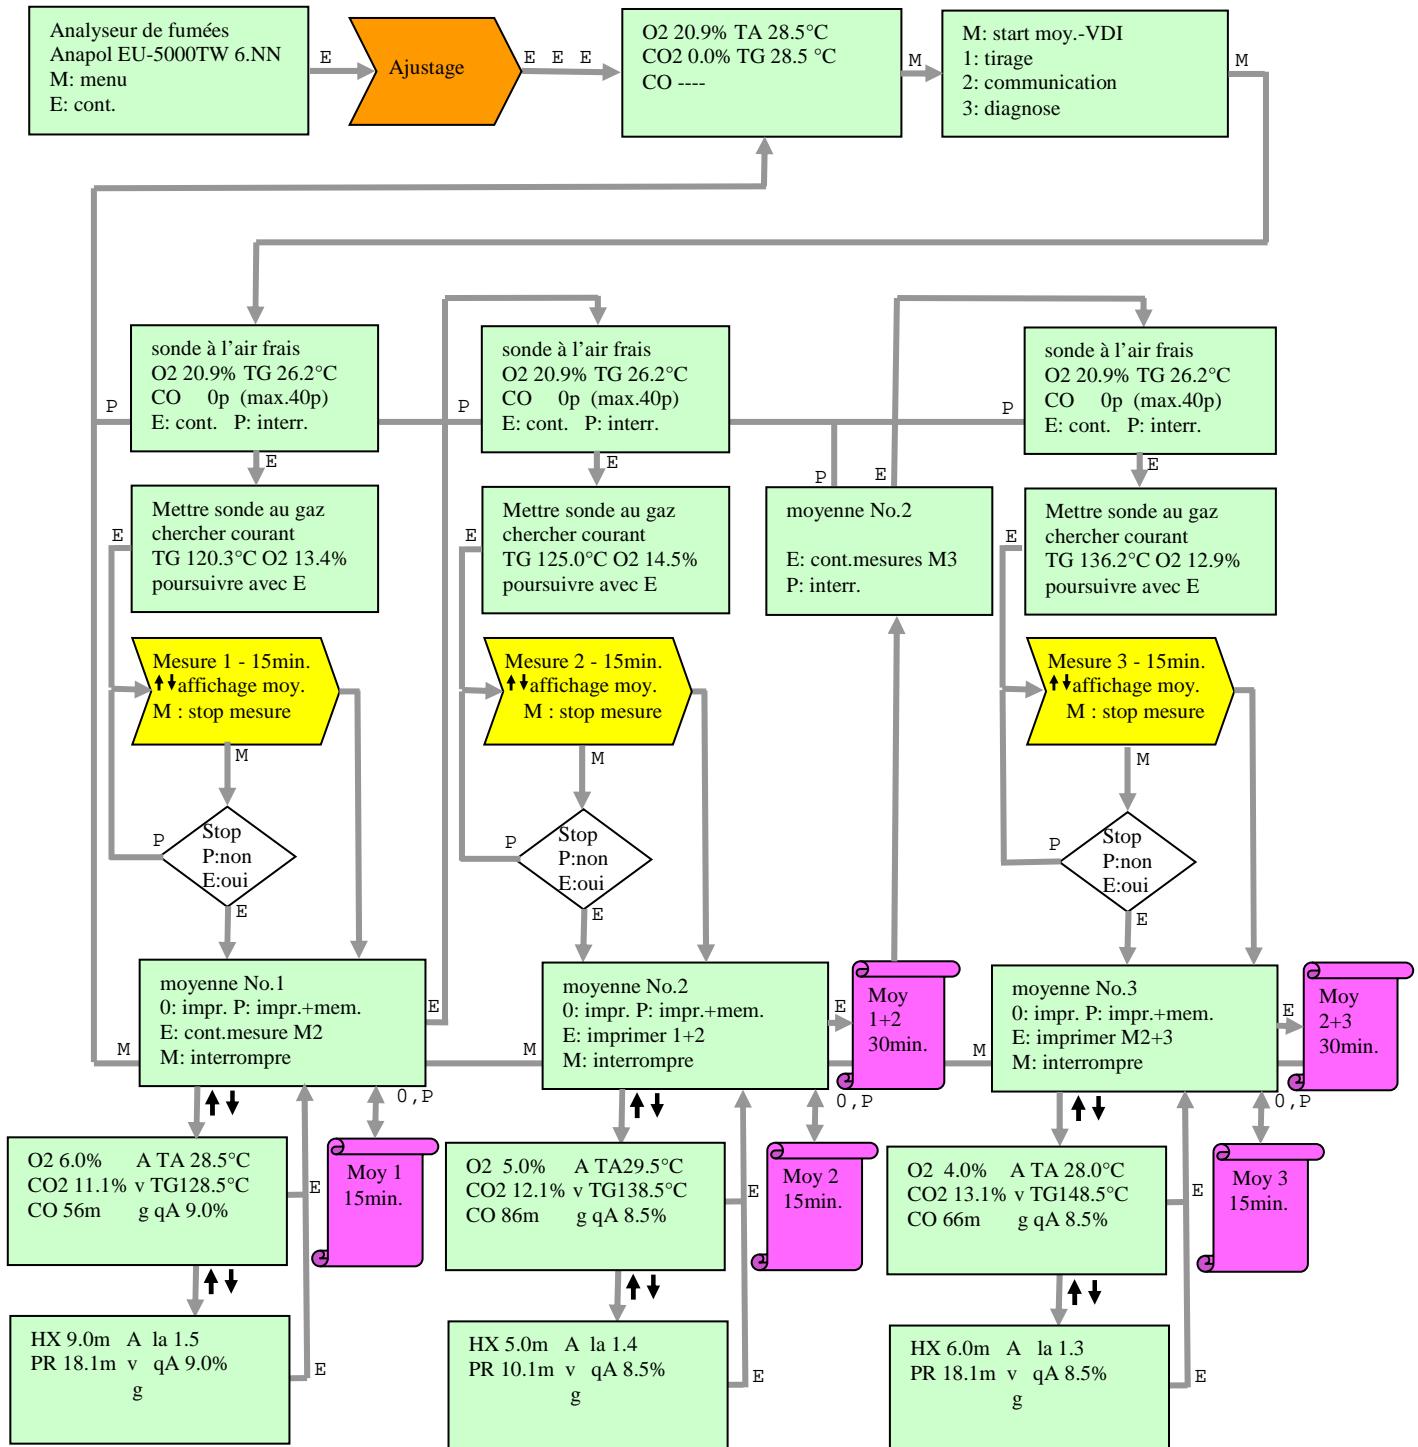 Analyseur de fumées
Anapol EU-5000TW 6.NN
M: menu
E: cont.
E
Ajustage
E E E
O2 20.9% TA 28.5°C
CO2 0.0% TG 28.5 °C
CO ----
M
M: start moy.-VDI
1: tirage
2: communication
3: diagnose
M
P
sonde à l'air frais
O2 20.9% TG 26.2°C
CO 0p (max.40p)
E: cont. P: interr.
P
sonde à l'air frais
O2 20.9% TG 26.2°C
CO 0p (max.40p)
E: cont. P: interr.
P
sonde à l'air frais
O2 20.9% TG 26.2°C
CO 0p (max.40p)
E: cont. P: interr.
E
E
P
E
E
E
Mettre sonde au gaz
chercher courant
TG 120.3°C O2 13.4%
poursuivre avec E
E
Mettre sonde au gaz
chercher courant
TG 125.0°C O2 14.5%
poursuivre avec E
moyenne No.2
E: cont.mesures M3
P: interr.
E
Mettre sonde au gaz
chercher courant
TG 136.2°C O2 12.9%
poursuivre avec E
Mesure 1 - 15min.
affichage moy.
M : stop mesure
Mesure 2 - 15min.
affichage moy.
M : stop mesure
Mesure 3 - 15min.
affichage moy.
M : stop mesure
M
M
M
P
Stop
P:non
E:oui
P
Stop
P:non
E:oui
P
Stop
P:non
E:oui
E
E
E
M
moyenne No.1
0: impr. P: impr.+mem.
E: cont.mesure M2
M: interrompre
E
0,P
M
moyenne No.2
0: impr. P: impr.+mem.
E: imprimer 1+2
M: interrompre
E
0,P
Moy
1+2
30min.
M
moyenne No.3
0: impr. P: impr.+mem.
E: imprimer M2+3
M: interrompre
E
0,P
Moy
2+3
30min.
O2 6.0% A TA 28.5°C
CO2 11.1% v TG128.5°C
CO 56m g qA 9.0%
E
Moy 1
15min.
O2 5.0% A TA29.5°C
CO2 12.1% v TG138.5°C
CO 86m g qA 8.5%
E
Moy 2
15min.
O2 4.0% A TA 28.0°C
CO2 13.1% v TG148.5°C
CO 66m g qA 8.5%
E
Moy 3
15min.
HX 9.0m A la 1.5
PR 18.1m v qA 9.0%
g
E
HX 5.0m A la 1.4
PR 10.1m v qA 8.5%
g
E
HX 6.0m A la 1.3
PR 18.1m v qA 8.5%
g
E